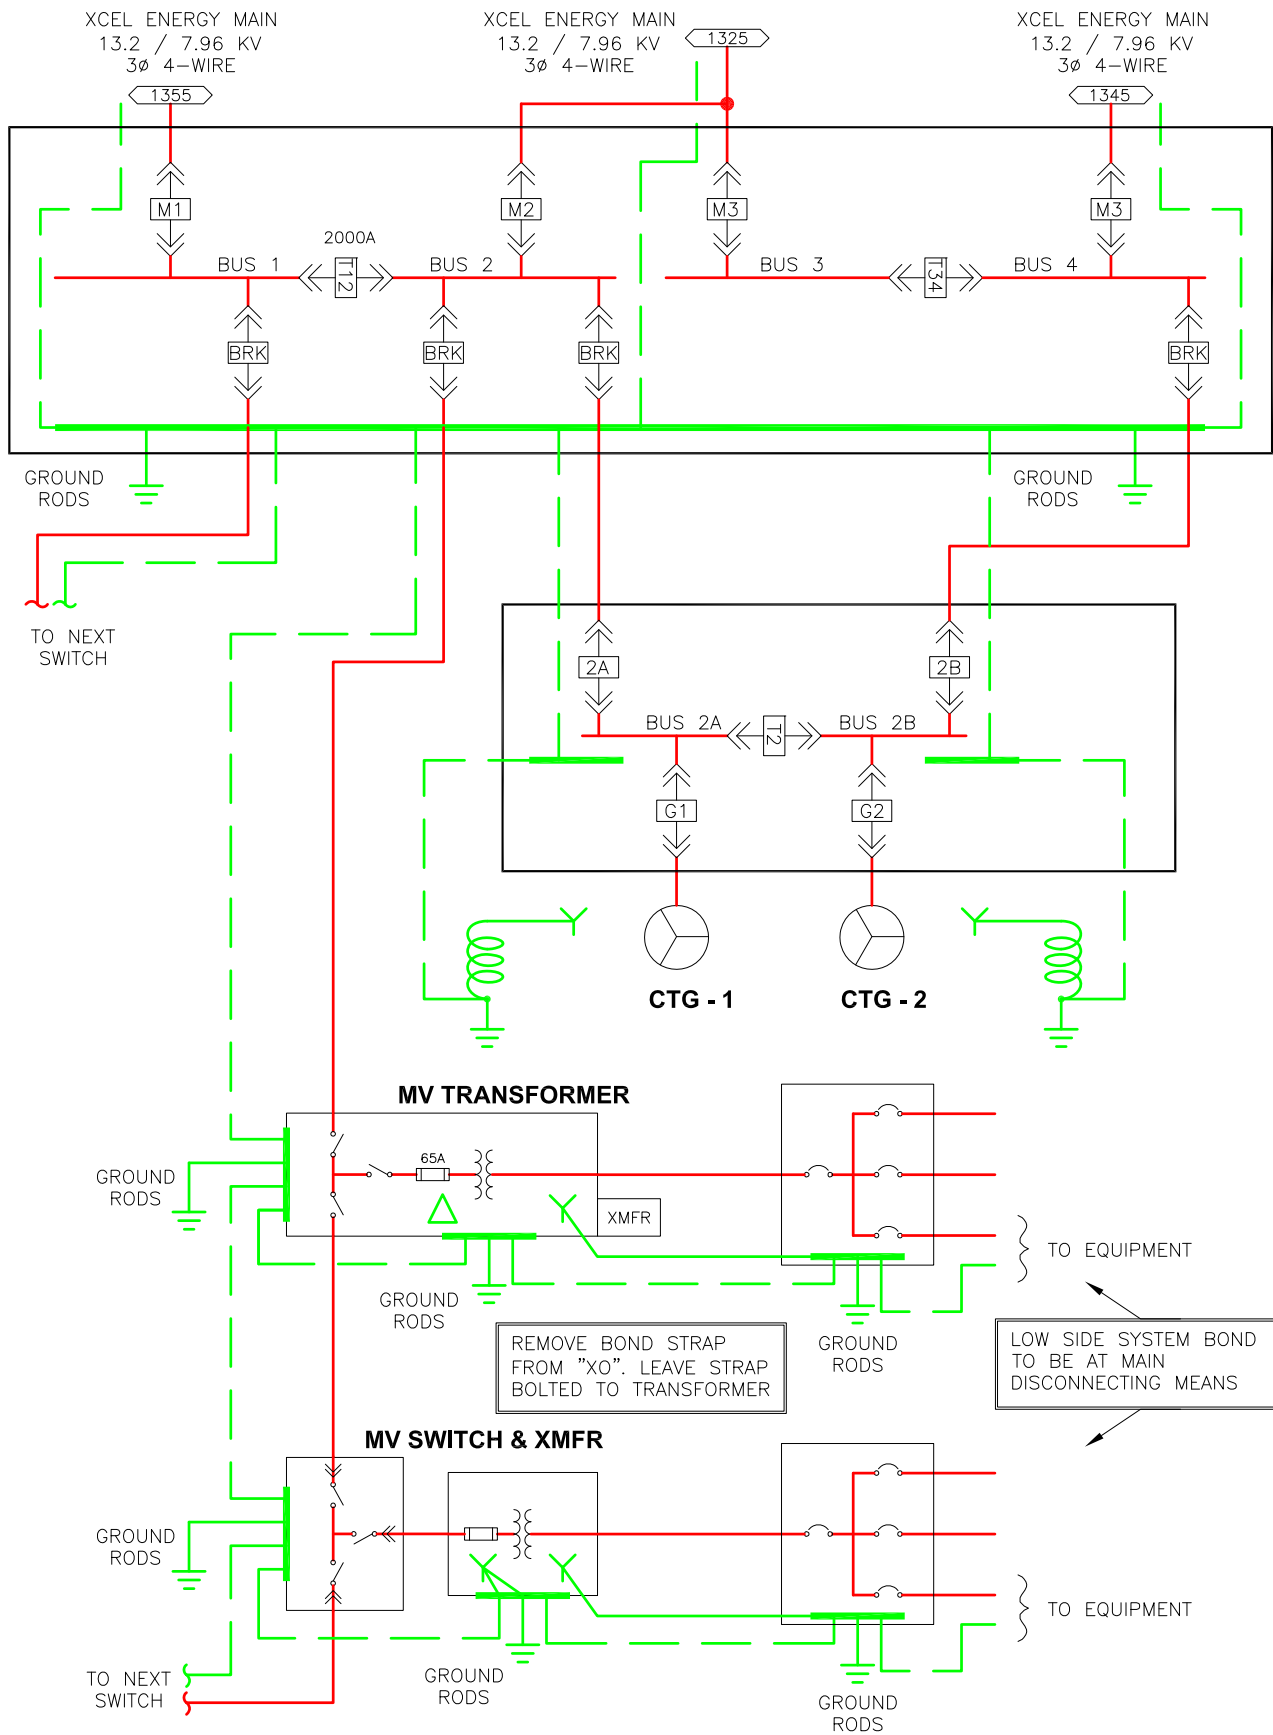 XCEL ENERGY MAIN
13.2 / 7.96 KV
3ø 4-WIRE
1355
XCEL ENERGY MAIN
13.2 / 7.96 KV
3ø 4-WIRE
1325
XCEL ENERGY MAIN
13.2 / 7.96 KV
3ø 4-WIRE
1345
M1
M2
M3
M3
2000A
BUS 1
T12
BUS 2
BUS 3
T34
BUS 4
BRK
BRK
BRK
BRK
GROUND
RODS
GROUND
RODS
TO NEXT
SWITCH
2A
2B
BUS 2A
T2
BUS 2B
G1
G2
CTG - 1
CTG - 2
MV TRANSFORMER
65A
GROUND
RODS
XMFR
TO EQUIPMENT
GROUND
RODS
REMOVE BOND STRAP
FROM "XO". LEAVE STRAP
BOLTED TO TRANSFORMER
GROUND
RODS
LOW SIDE SYSTEM BOND
TO BE AT MAIN
DISCONNECTING MEANS
MV SWITCH & XMFR
GROUND
RODS
TO EQUIPMENT
TO NEXT
SWITCH
GROUND
RODS
GROUND
RODS